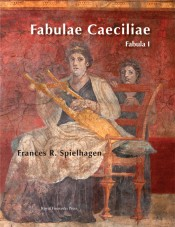 Fabulae Caeciliae
Fabula I
Frances R. Spielhagen